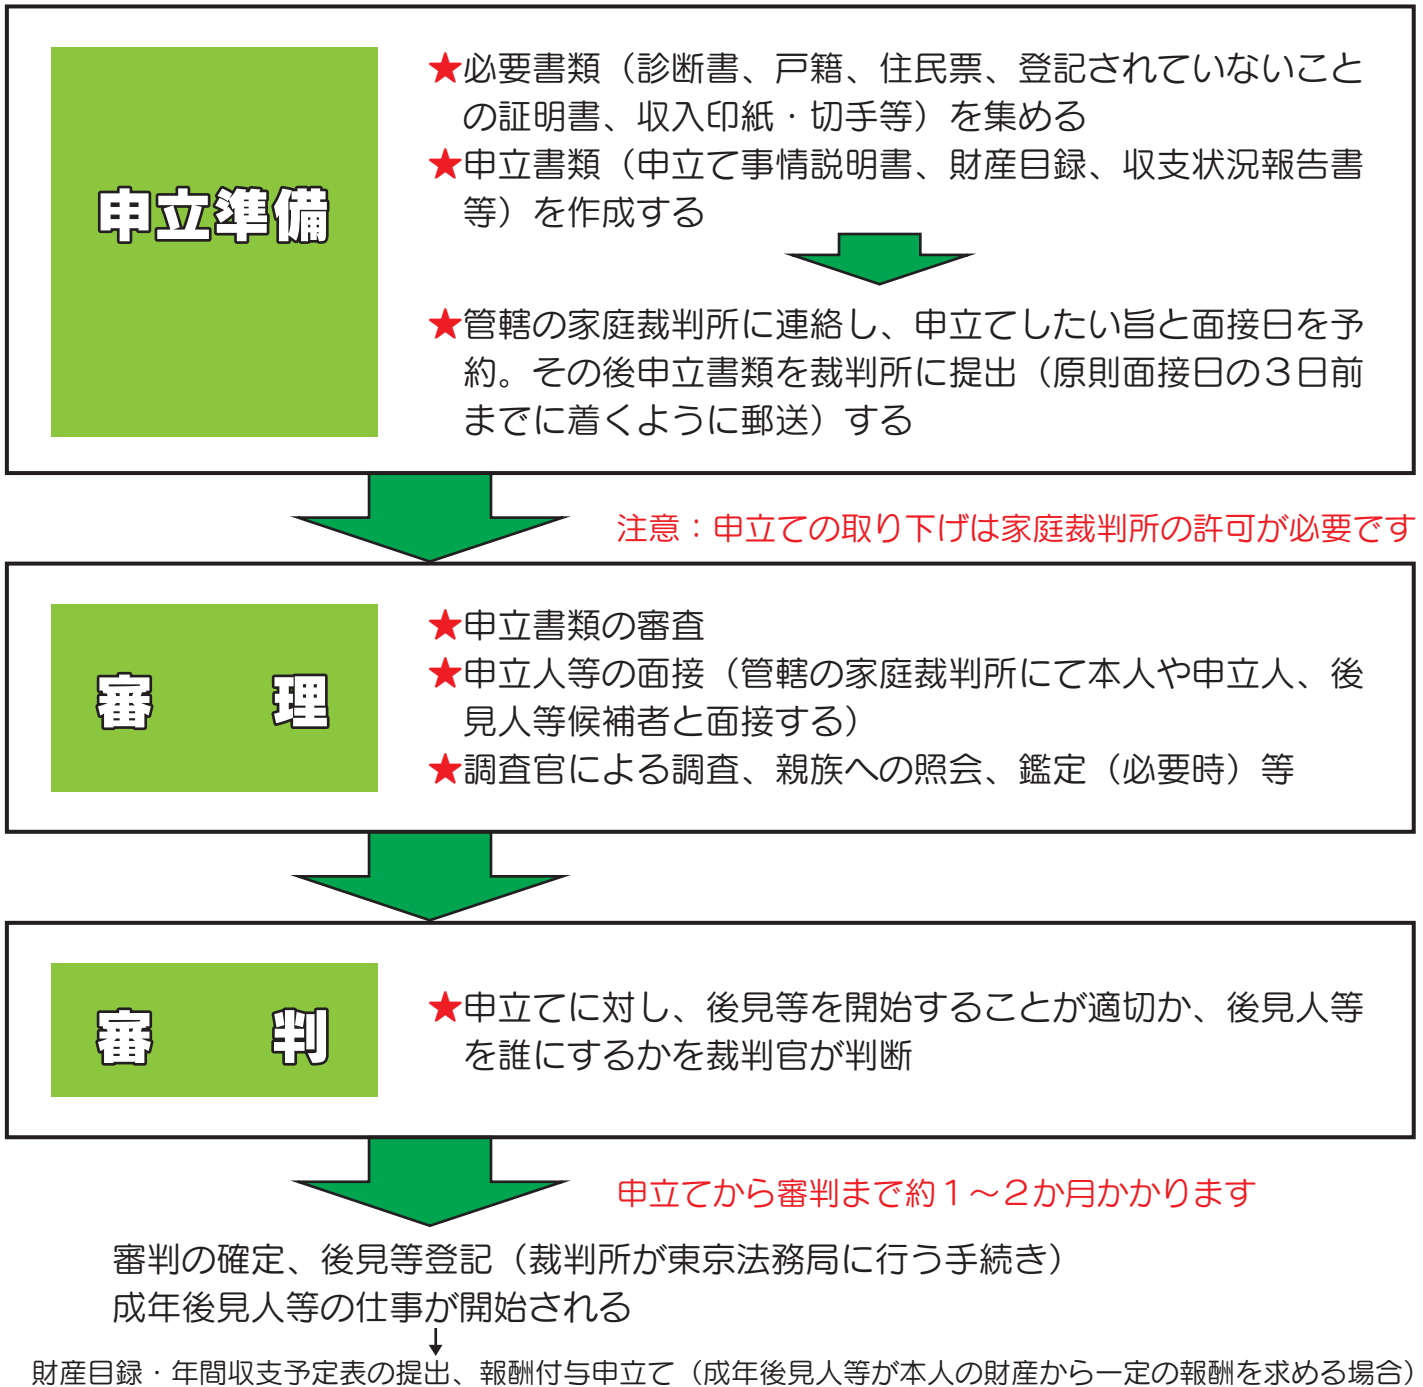 申立準備
★必要書類（診断書、戸籍、住民票、登記されていないこと
の証明書、収入印紙・切手等）を集める
★申立書類（申立て事情説明書、財産目録、収支状況報告書
等）を作成する
★管轄の家庭裁判所に連絡し、申立てしたい旨と面接日を予
約。その後申立書類を裁判所に提出（原則面接日の３日前
までに着くように郵送）する
注意：申立ての取り下げは家庭裁判所の許可が必要です
審　理
★申立書類の審査
★申立人等の面接（管轄の家庭裁判所にて本人や申立人、後
見人等候補者と面接する）
★調査官による調査、親族への照会、鑑定（必要時）等
審　判
★申立てに対し、後見等を開始することが適切か、後見人等
を誰にするかを裁判官が判断
申立てから審判まで約１～２か月かかります
審判の確定、後見等登記（裁判所が東京法務局に行う手続き）
成年後見人等の仕事が開始される
財産目録・年間収支予定表の提出、報酬付与申立て（成年後見人等が本人の財産から一定の報酬を求める場合）